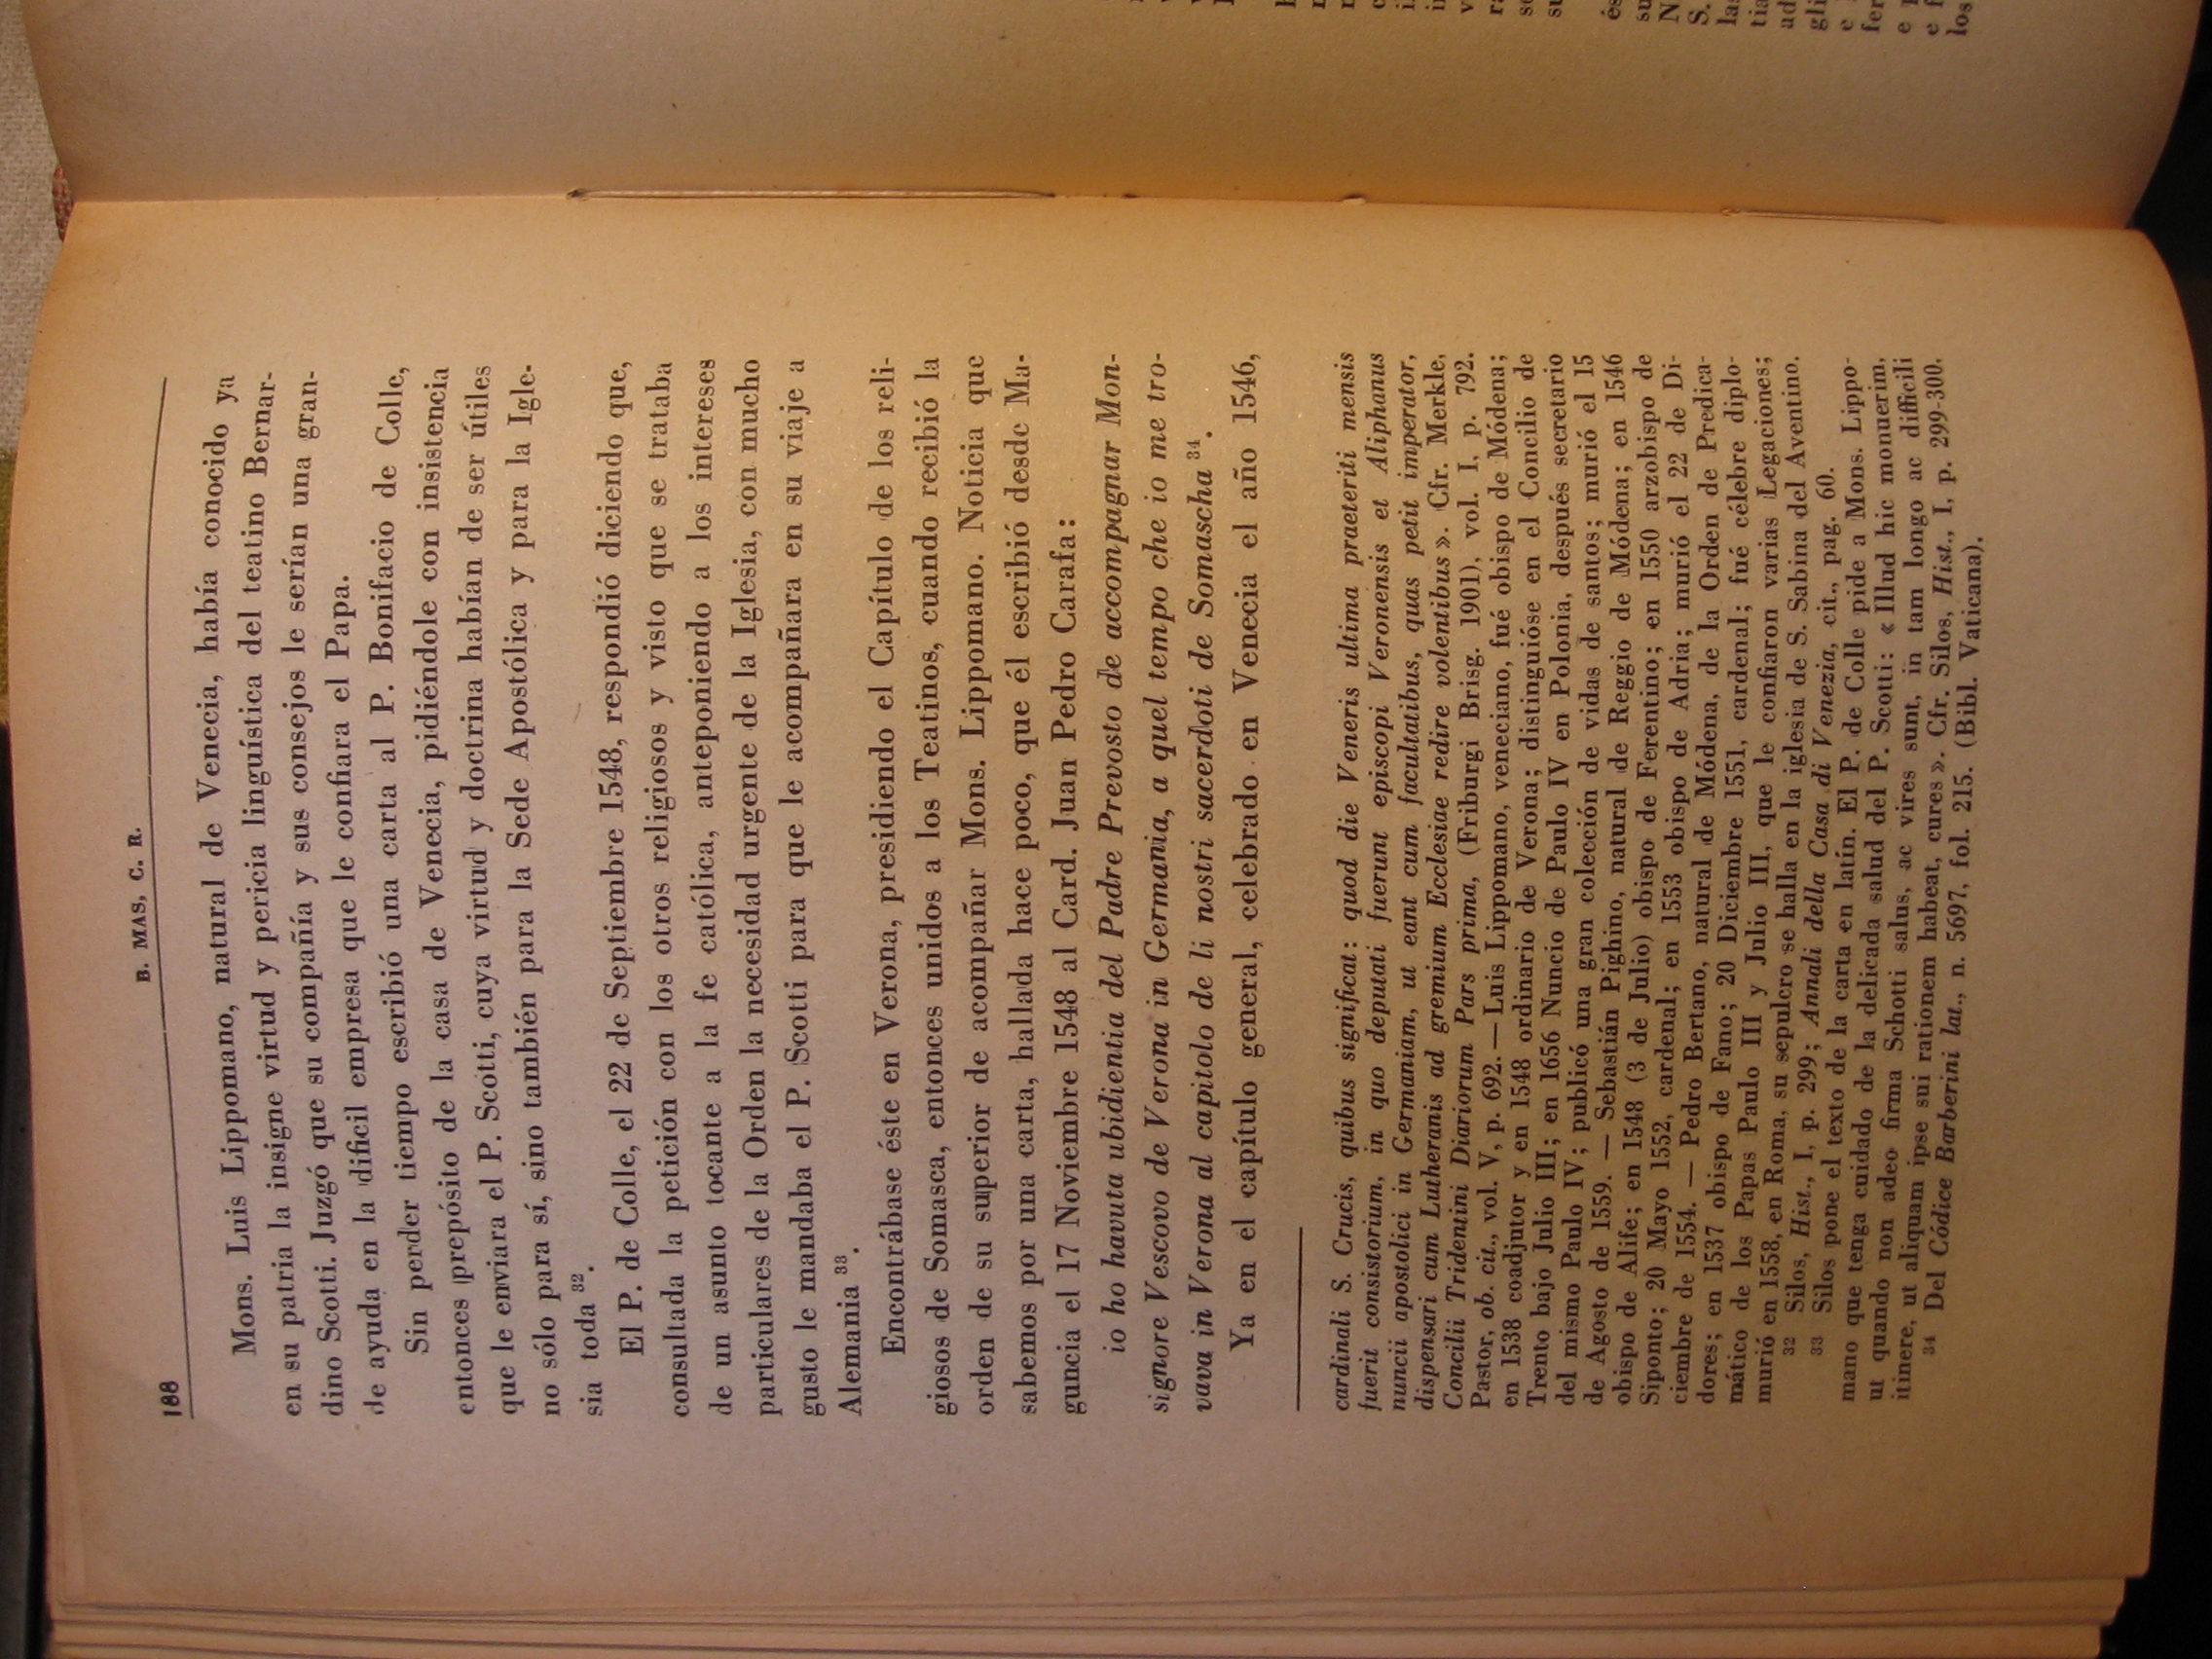 188
B. MAS, C. R.
Mons. Luis Lippomano, natural de Venecia, había conocido ya
en su patria la insigne virtud y pericia linguística del teatino Bernar-
dino Scotti. Juzgó que su compañía y sus consejos le serían una gran-
de ayuda en la difícil empresa que le confiara el Papa.
Sin perder tiempo escribió una carta al P. Bonifacio de Colle,
entonces prepósito de la casa de Venecia, pidiéndole con insistencia
que le enviara el P. Scotti, cuya virtud y doctrina habían de ser útiles
no sólo para sí, sino también para la Sede Apostólica y para la Igle-
sia toda 32.
El P. de Colle, el 22 de Septiembre 1548, respondió diciendo que,
consultada la petición con los otros religiosos y visto que se trataba
de un asunto tocante a la fe católica, anteponiendo a los intereses
particulares de la Orden la necesidad urgente de la Iglesia, con mucho
gusto le mandaba el P. Scotti para que le acompañara en su viaje a
Alemania 33.
Encontrábase éste en Verona, presidiendo el Capítulo de los reli-
giosos de Somasca, entonces unidos a los Teatinos, cuando recibió la
orden de su superior de acompañar Mons. Lippomano. Noticia que
sabemos por una carta, hallada hace poco, que él escribió desde Ma-
guncia el 17 Noviembre 1548 al Card. Juan Pedro Carafa:
io ho havuta ubidientia del Padre Prevosto de accompagnar Mon-
signore Vescovo de Verona in Germania, a quel tempo che io me tro-
vava in Verona al capitolo de li nostri sacerdoti de Somascha 34.
Ya en el capítulo general, celebrado en Venecia el año 1546,
cardinali S. Crucis, quibus significat: quod die Veneris ultima praeteriti mensis
fuerit consistorium, in quo deputati fuerunt episcopi Veronensis et Aliphanus
nuncii apostolici in Germaniam, ut eant cum facultatibus, quas petit imperator,
dispensari cum Lutheranis ad gremium Ecclesiae redire volentibus». Cfr. Merkle,
Concilii Tridentini Diariorum Pars prima, (Friburgi Brisg. 1901), vol. I, p. 792.
Pastor, ob. cit., vol. V, p. 692. — Luis Lippomano, veneciano, fué obispo de Módena;
en 1538 coadjutor y en 1548 ordinario de Verona; distinguióse en el Concilio de
Trento bajo Julio III; en 1656 Nuncio de Paulo IV en Polonia, después secretario
del mismo Paulo IV; publicó una gran colección de vidas de santos; murió el 15
de Agosto de 1559. — Sebastián Pighino, natural de Reggio de Módena; en 1546
obispo de Alife; en 1548 (3 de Julio) obispo de Ferentino; en 1550 arzobispo de
Siponto; 20 Mayo 1552, cardenal; en 1553 obispo de Adria; murió el 22 de Di-
ciembre de 1554. — Pedro Bertano, natural de Módena, de la Orden de Predica-
dores; en 1537 obispo de Fano; 20 Diciembre 1551, cardenal; fué célebre diplo-
mático de los Papas Paulo III y Julio III, que le confiaron varias Legaciones;
murió en 1558, en Roma, su sepulcro se halla en la iglesia de S. Sabina del Aventino.
32 Silos, Hist., I, p. 299; Annali della Casa di Venezia, cit., pag. 60.
33 Silos pone el texto de la carta en latín. El P. de Colle pide a Mons. Lippo-
mano que tenga cuidado de la delicada salud del P. Scotti: « Illud hic monuerim,
ut quando non adeo firma Schotti salus, ac vires sunt, in tam longo ac difficili
itinere, ut aliquam ipse sui rationem habeat, cures ». Cfr. Silos, Hist., I, p. 299-300.
34 Del Códice Barberini lat., n. 5697, fol. 215. (Bibl. Vaticana).